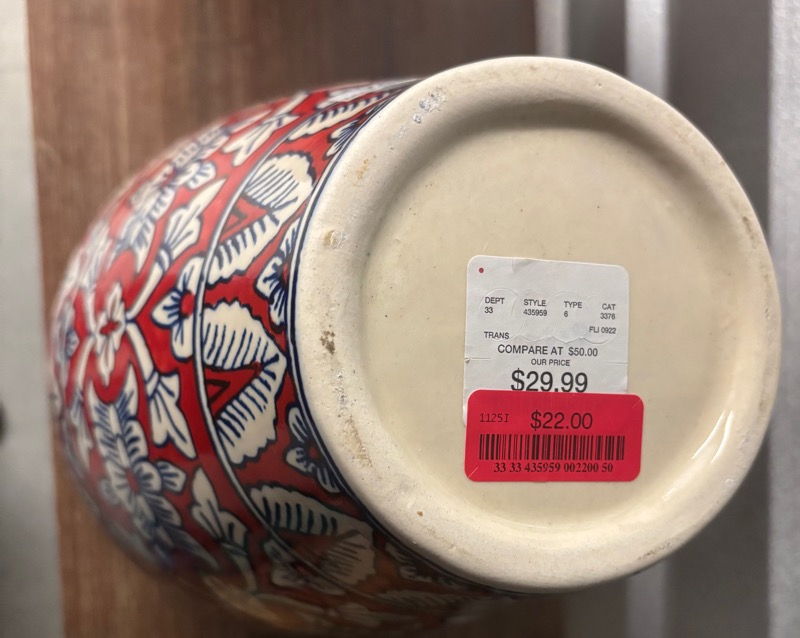 DEPT STYLE TYPE CAT
33 435959 6 3376
FLI 0922
TRANS
COMPARE AT $50.00
OUR PRICE
$29.99
1125I $22.00
33 33 435959 002200 50